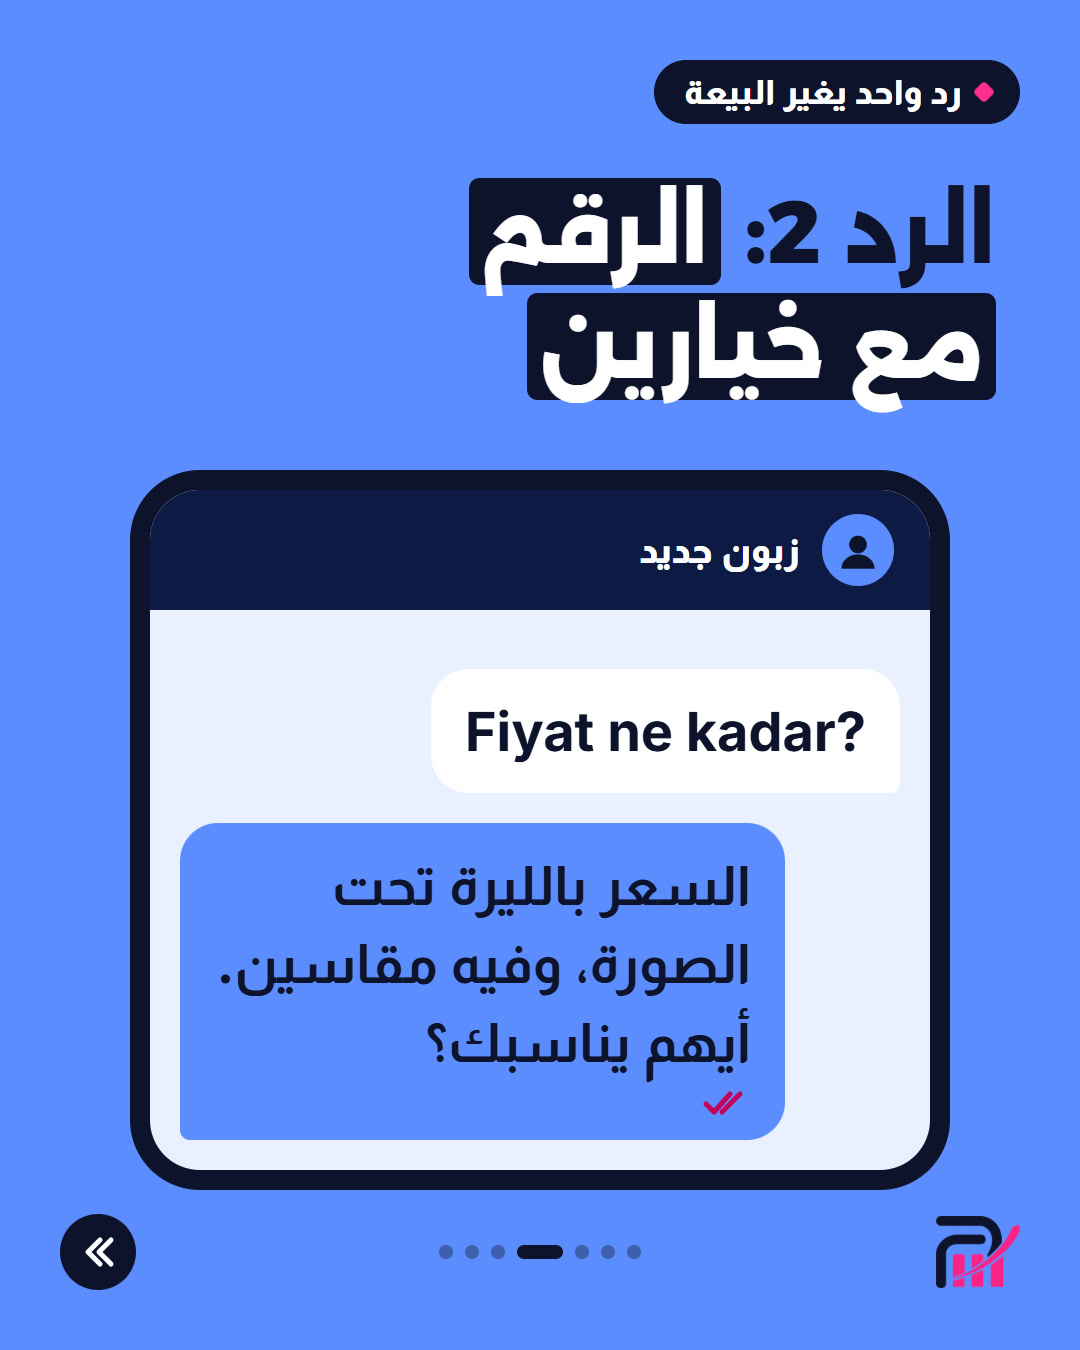 رد واحد يغير البيعة
الرد 2: الرقم
مع خيارين
زبون جديد
Fiyat ne kadar?
السعر بالليرة تحت
الصورة، وفيه مقاسين.
أيهم يناسبك؟